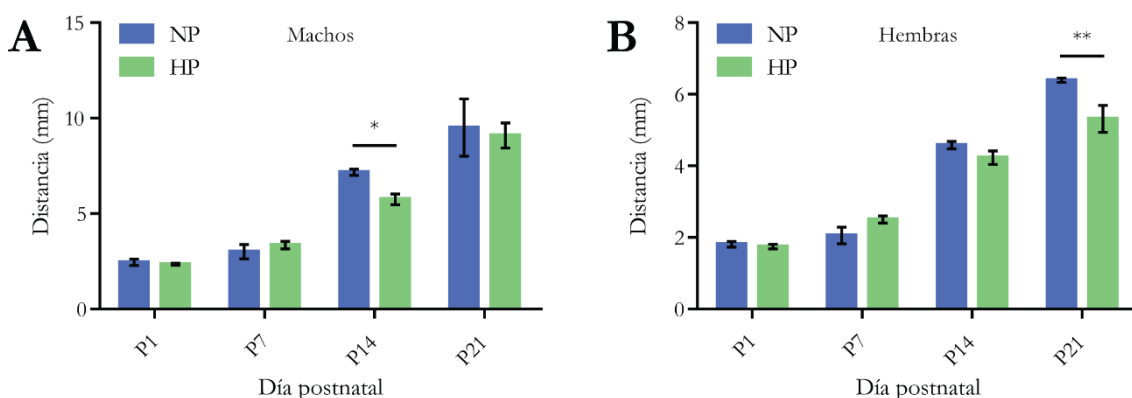 A
NP
HP
Machos
*
Distancia (mm)
15
10
5
0
P1
P7
P14
P21
Día postnatal
B
NP
HP
Hembras
**
Distancia (mm)
8
6
4
2
0
P1
P7
P14
P21
Día postnatal